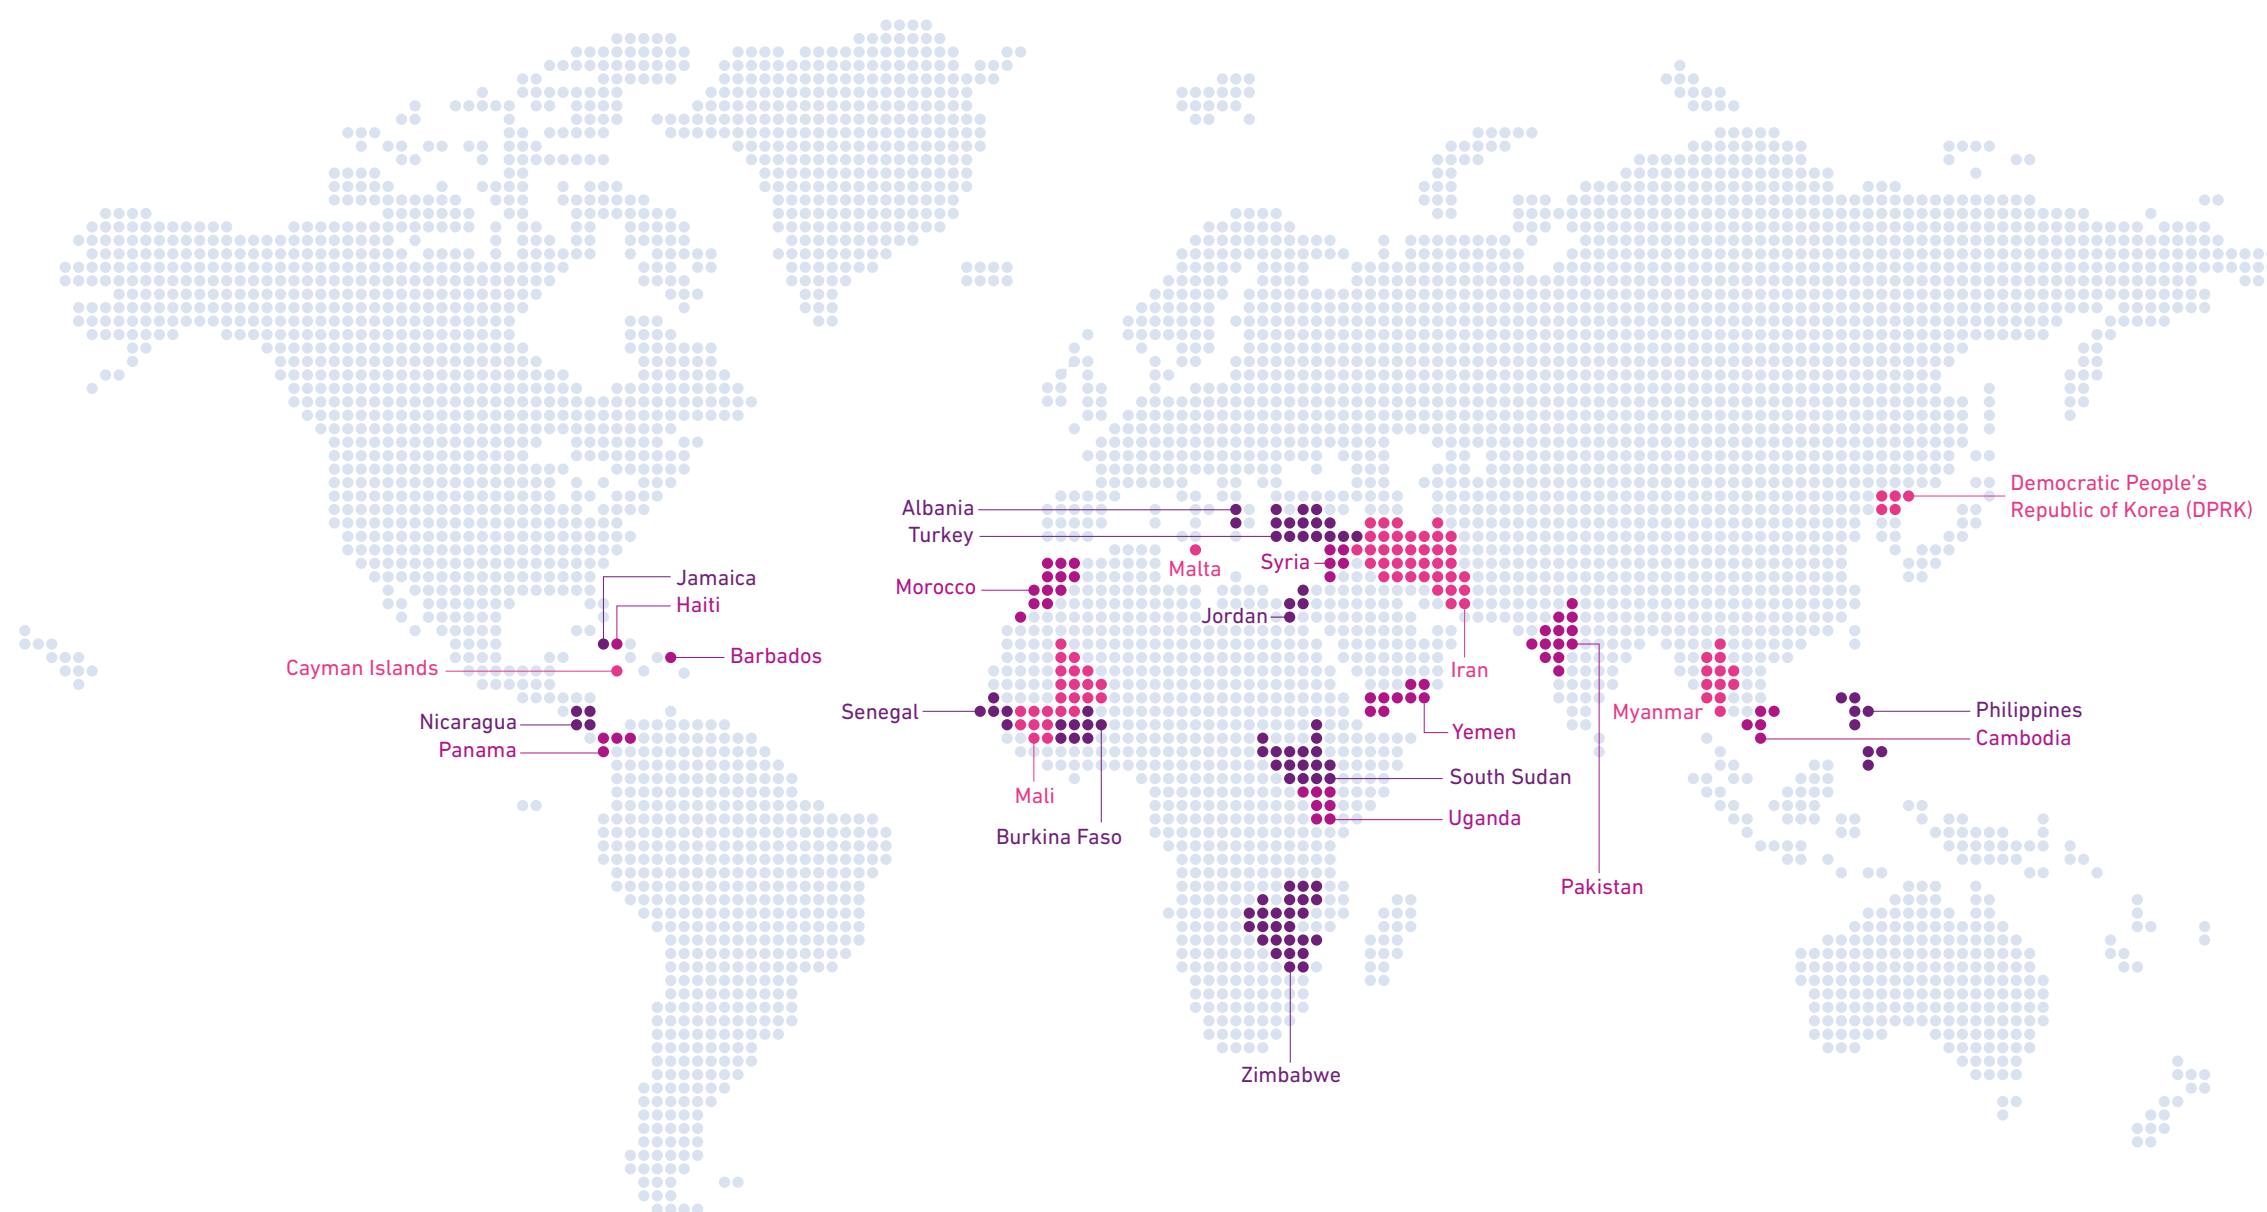 Democratic People's
Republic of Korea (DPRK)
Albania
Turkey
Malta
Syria
Jamaica
Morocco
Haiti
Jordan
Barbados
Cayman Islands
Iran
Senegal
Myanmar
Philippines
Nicaragua
Yemen
Cambodia
Panama
South Sudan
Mali
Uganda
Burkina Faso
Pakistan
Zimbabwe